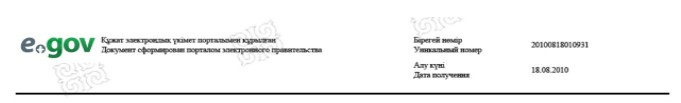 egov Құжат электрондық үкімет порталымен құрылған
Документ сформирован порталом электронного правительства
Бірегей нөмір
Уникальный номер 20100818010931
Алу күні
Дата получения 18.08.2010